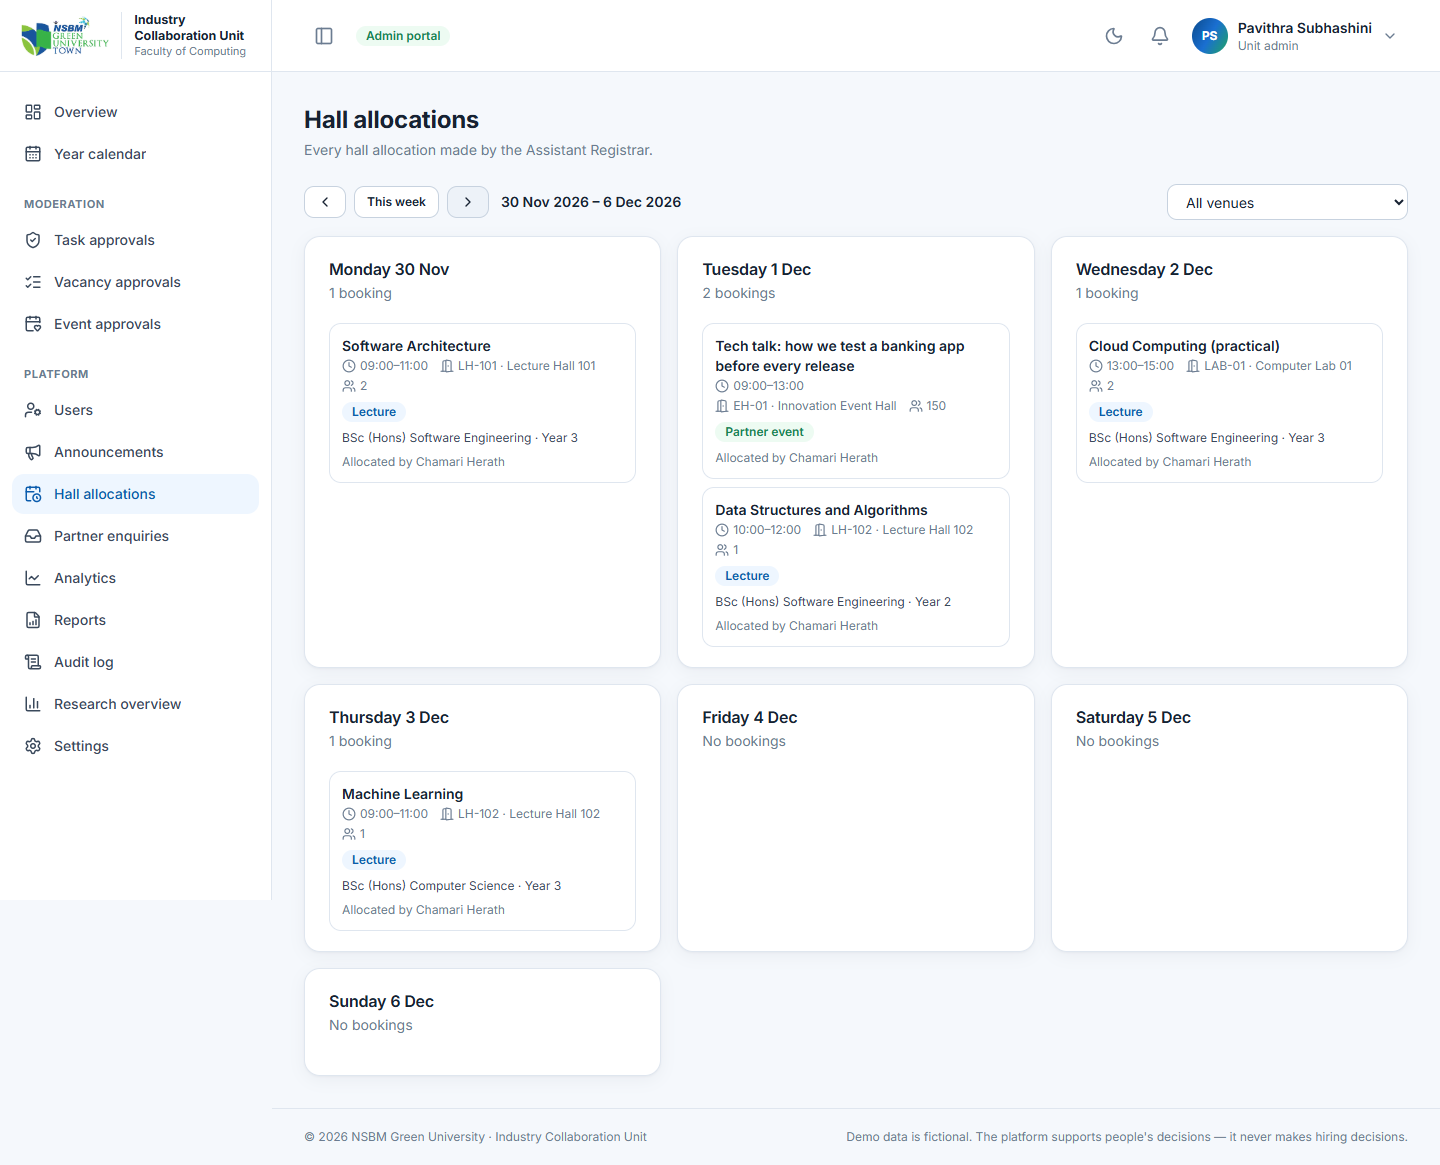 NSBM
GREEN
UNIVERSITY
TOWN
Industry
Collaboration Unit
Faculty of Computing
Admin portal
PS
Pavithra Subhashini
Unit admin
Overview
Year calendar
MODERATION
Task approvals
Vacancy approvals
Event approvals
PLATFORM
Users
Announcements
Hall allocations
Partner enquiries
Analytics
Reports
Audit log
Research overview
Settings
Hall allocations
Every hall allocation made by the Assistant Registrar.
This week
30 Nov 2026 – 6 Dec 2026
All venues
Monday 30 Nov
1 booking
Software Architecture
09:00–11:00 LH-101 · Lecture Hall 101
2
Lecture
BSc (Hons) Software Engineering · Year 3
Allocated by Chamari Herath
Tuesday 1 Dec
2 bookings
Tech talk: how we test a banking app
before every release
09:00–13:00
EH-01 · Innovation Event Hall 150
Partner event
Allocated by Chamari Herath
Data Structures and Algorithms
10:00–12:00 LH-102 · Lecture Hall 102
1
Lecture
BSc (Hons) Software Engineering · Year 2
Allocated by Chamari Herath
Wednesday 2 Dec
1 booking
Cloud Computing (practical)
13:00–15:00 LAB-01 · Computer Lab 01
2
Lecture
BSc (Hons) Software Engineering · Year 3
Allocated by Chamari Herath
Thursday 3 Dec
1 booking
Machine Learning
09:00–11:00 LH-102 · Lecture Hall 102
1
Lecture
BSc (Hons) Computer Science · Year 3
Allocated by Chamari Herath
Friday 4 Dec
No bookings
Saturday 5 Dec
No bookings
Sunday 6 Dec
No bookings
© 2026 NSBM Green University · Industry Collaboration Unit
Demo data is fictional. The platform supports people's decisions — it never makes hiring decisions.